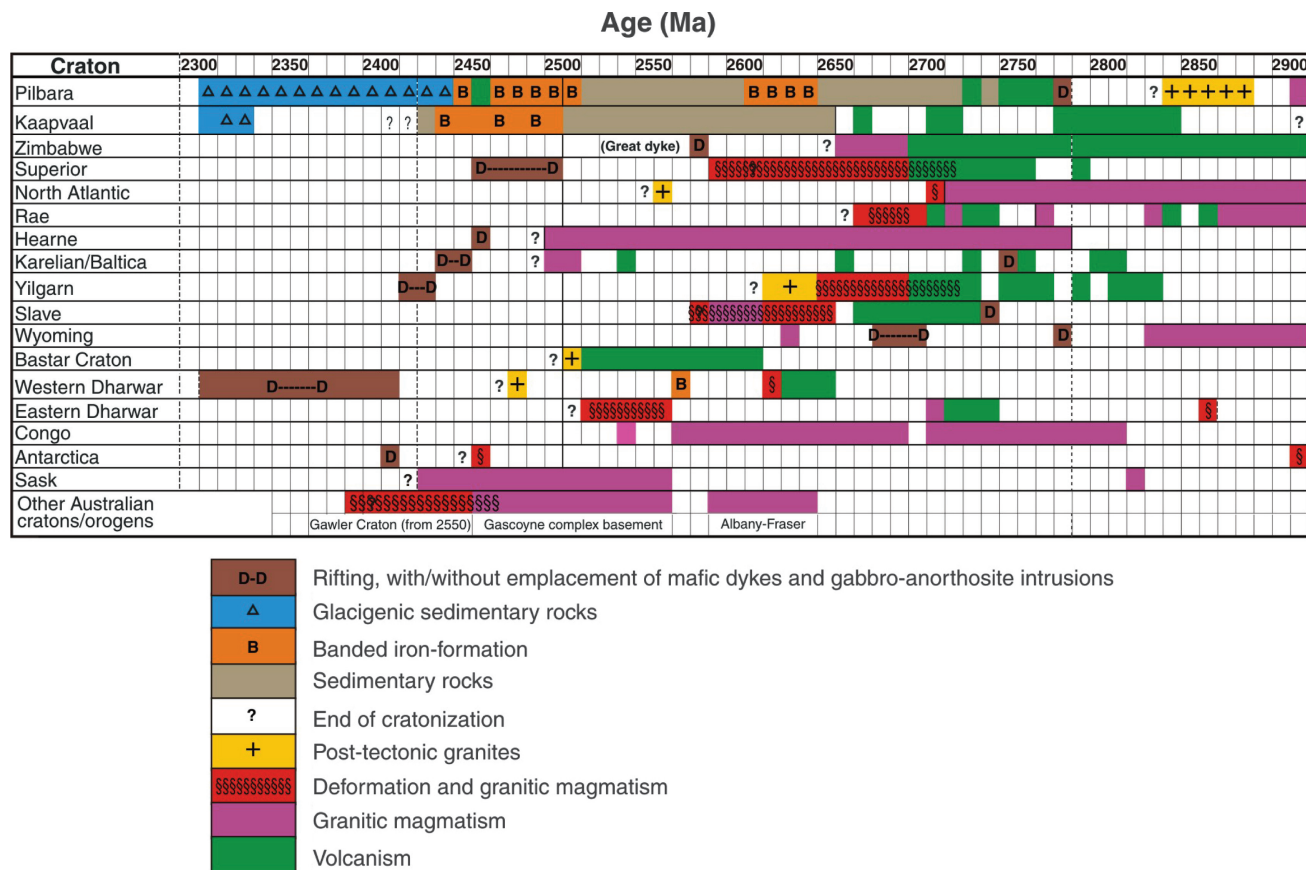 Age (Ma)
Craton 2300 2350 2400 2450 2500 2550 2600 2650 2700 2750 2800 2850 2900
Pilbara △ △ △ △ △ △ △ △ △ △ △ △ △ △ B B B B B B B B B B D ? + + + + +
Kaapvaal △ △ ? ? B B B ?
Zimbabwe (Great dyke) D ?
Superior D-----------D §§§§§§?§§§§§§§§§§§§§§§§§§§§§§§§§§§
North Atlantic ? + §
Rae ? §§§§§§
Hearne D ?
Karelian/Baltica D--D ? D
Yilgarn D---D ? + §§§§§§§§§§§§§§§§§§§§§§§
Slave §?§§§§§§§§§§§§§§§§§§§§ D
Wyoming D-------D D
Bastar Craton ? +
Western Dharwar D-------D ? + B §
Eastern Dharwar ? §§§§§§§§§§§ §
Congo
Antarctica D ? § §
Sask ?
Other Australian §§§?§§§§§§§§§§§§§§§§§§
cratons/orogens Gawler Craton (from 2550) Gascoyne complex basement Albany-Fraser
D-D Rifting, with/without emplacement of mafic dykes and gabbro-anorthosite intrusions
△ Glacigenic sedimentary rocks
B Banded iron-formation
Sedimentary rocks
? End of cratonization
+ Post-tectonic granites
§§§§§§§§§§§ Deformation and granitic magmatism
Granitic magmatism
Volcanism